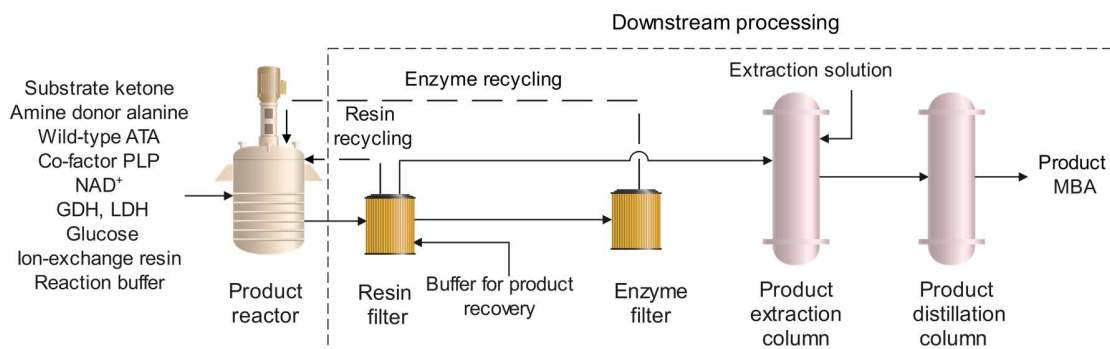 Downstream processing
Substrate ketone
Amine donor alanine
Wild-type ATA
Co-factor PLP
NAD⁺
GDH, LDH
Glucose
Ion-exchange resin
Reaction buffer
Enzyme recycling
Resin
recycling
Extraction solution
Product
MBA
Buffer for product
recovery
Product
reactor
Resin
filter
Enzyme
filter
Product
extraction
column
Product
distillation
column